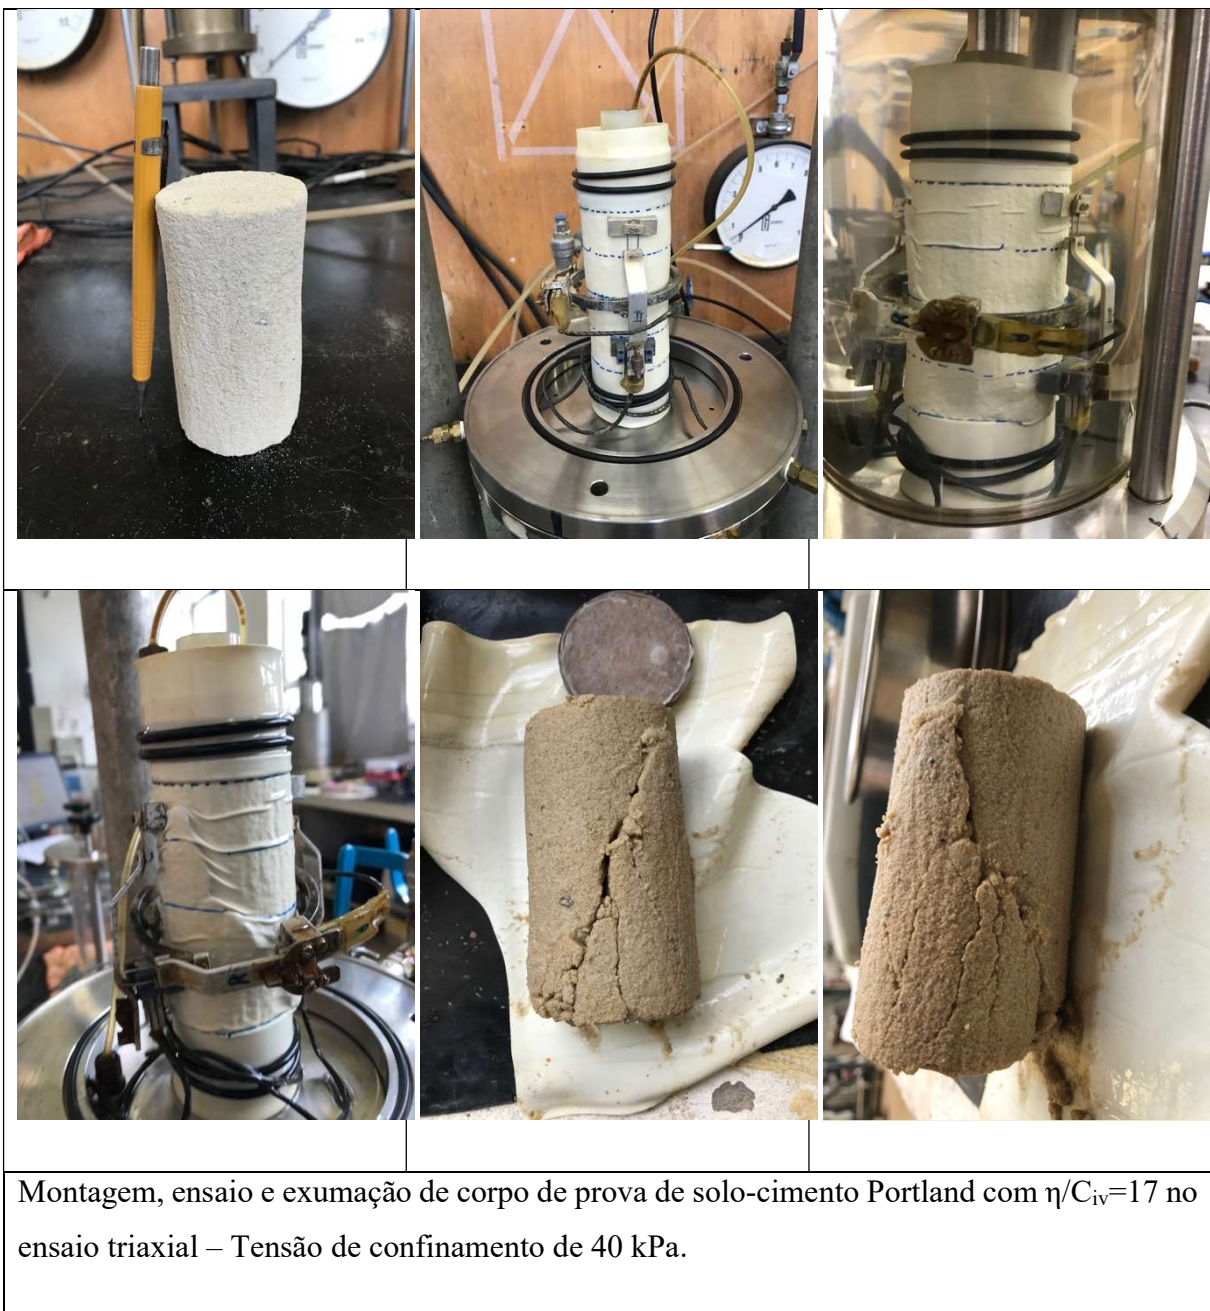 Montagem, ensaio e exumação de corpo de prova de solo-cimento Portland com η/Civ=17 no
ensaio triaxial – Tensão de confinamento de 40 kPa.